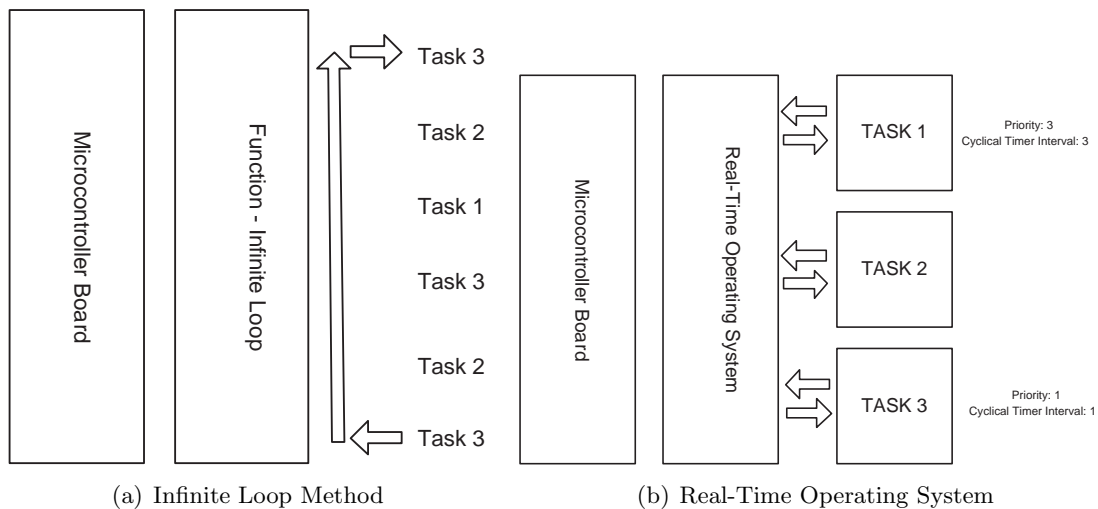 Microcontroller Board
Function - Infinite Loop
Task 3
Task 2
Task 1
Task 3
Task 2
Task 3
(a) Infinite Loop Method
Microcontroller Board
Real-Time Operating System
TASK 1
Priority: 3
Cyclical Timer Interval: 3
TASK 2
TASK 3
Priority: 1
Cyclical Timer Interval: 1
(b) Real-Time Operating System